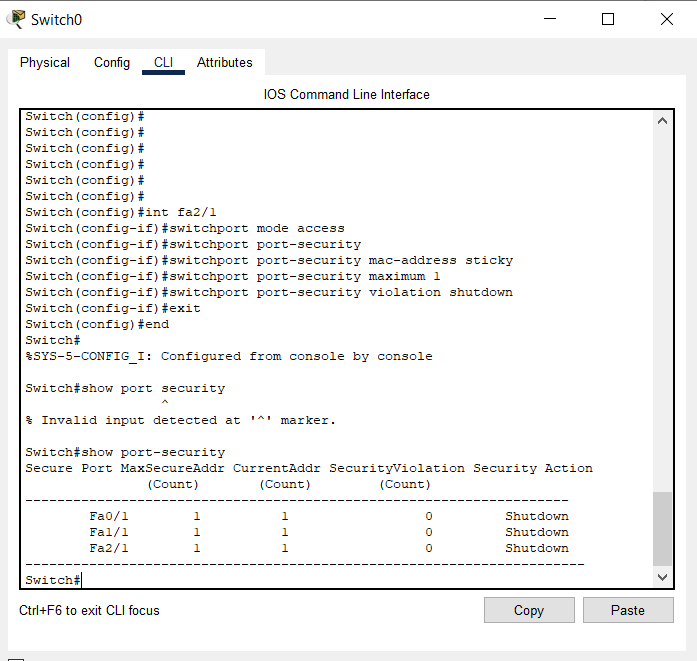 Switch0
Physical Config CLI Attributes
IOS Command Line Interface
Switch(config)#
Switch(config)#
Switch(config)#
Switch(config)#
Switch(config)#
Switch(config)#
Switch(config)#int fa2/1
Switch(config-if)#switchport mode access
Switch(config-if)#switchport port-security
Switch(config-if)#switchport port-security mac-address sticky
Switch(config-if)#switchport port-security maximum 1
Switch(config-if)#switchport port-security violation shutdown
Switch(config-if)#exit
Switch(config)#end
Switch#
%SYS-5-CONFIG_I: Configured from console by console
Switch#show port security
^
% Invalid input detected at '^' marker.
Switch#show port-security
Secure Port MaxSecureAddr CurrentAddr SecurityViolation Security Action
(Count) (Count) (Count)
--------------------------------------------------------------------
Fa0/1 1 1 0 Shutdown
Fa1/1 1 1 0 Shutdown
Fa2/1 1 1 0 Shutdown
----------------------------------------------------------------------
Switch#
Ctrl+F6 to exit CLI focus
Copy Paste